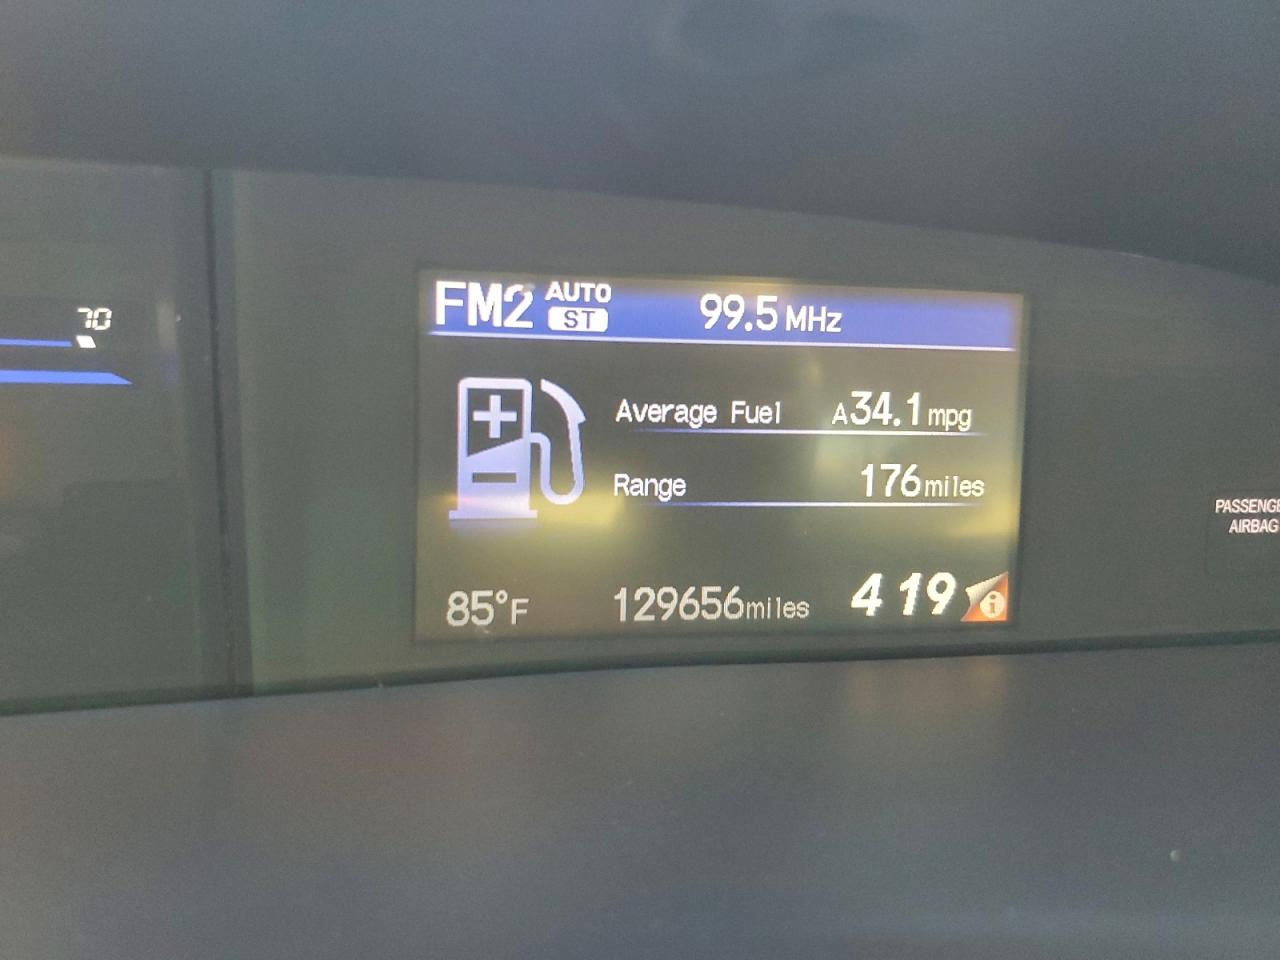 70
FM2 AUTO ST 99.5 MHz
Average Fuel A34.1 mpg
Range 176 miles
85°F 129656 miles 4 19 i
PASSENGE
AIRBAG